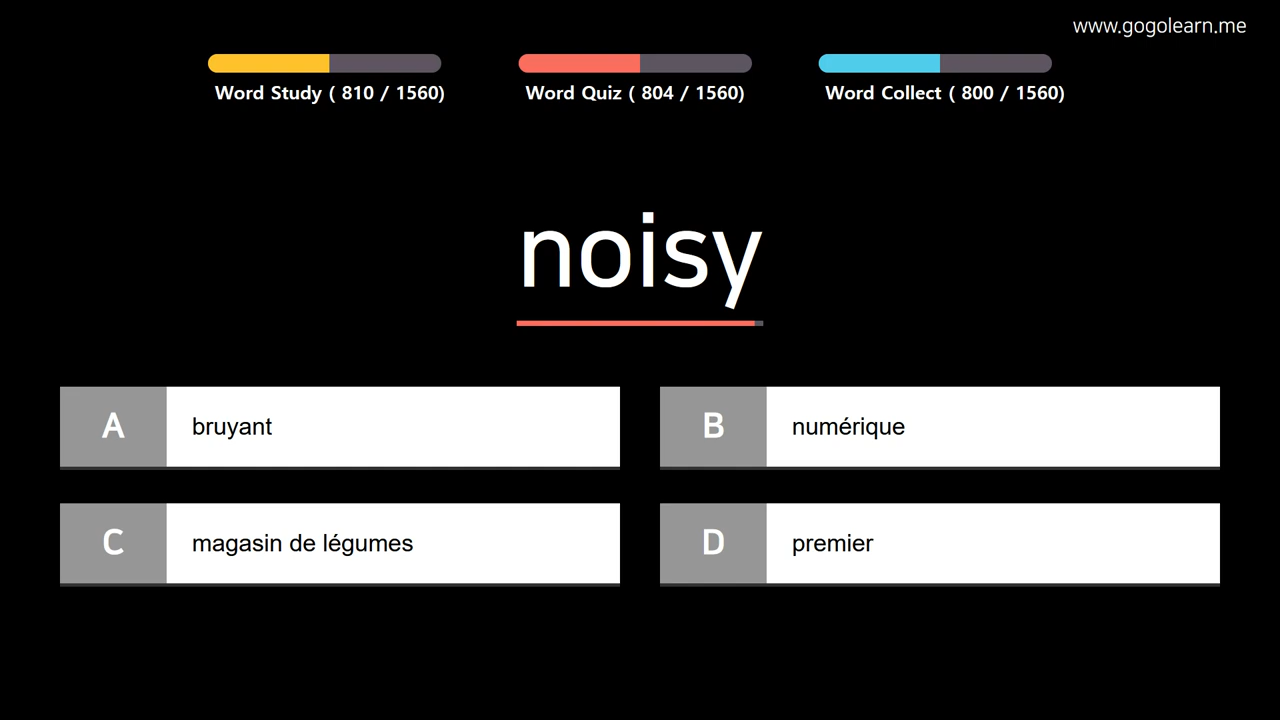 www.gogolearn.me
Word Study ( 810 / 1560)
Word Quiz ( 804 / 1560)
Word Collect ( 800 / 1560)
noisy
A bruyant
B numérique
C magasin de légumes
D premier